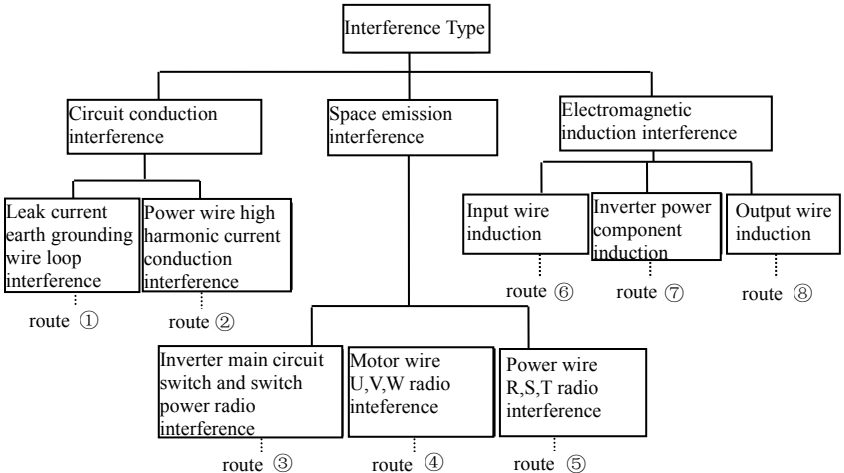 Interference Type
Circuit conduction
interference
Space emission
interference
Electromagnetic
induction interference
Leak current
earth grounding
wire loop
interference
Power wire high
harmonic current
conduction
interference
Input wire
induction
Inverter power
component
induction
Output wire
induction
route ①
route ②
route ⑥
route ⑦
route ⑧
Inverter main circuit
switch and switch
power radio
interference
Motor wire
U,V,W radio
inteference
Power wire
R,S,T radio
interference
route ③
route ④
route ⑤